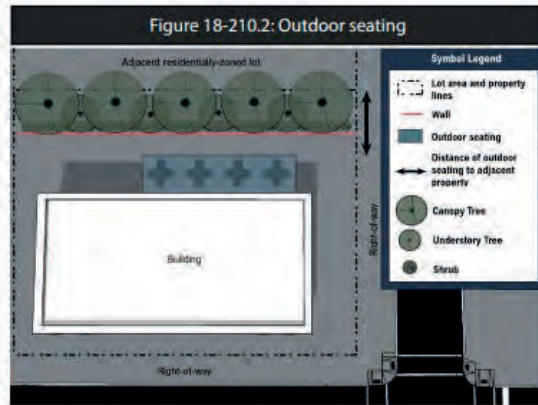 Figure 18-210.2: Outdoor seating
Adjacent residentially-zoned lot
Building
Right-of-way
Right-of-way
Symbol Legend
Lot area and property
lines
Wall
Outdoor seating
Distance of outdoor
seating to adjacent
property
Canopy Tree
Understory Tree
Shrub